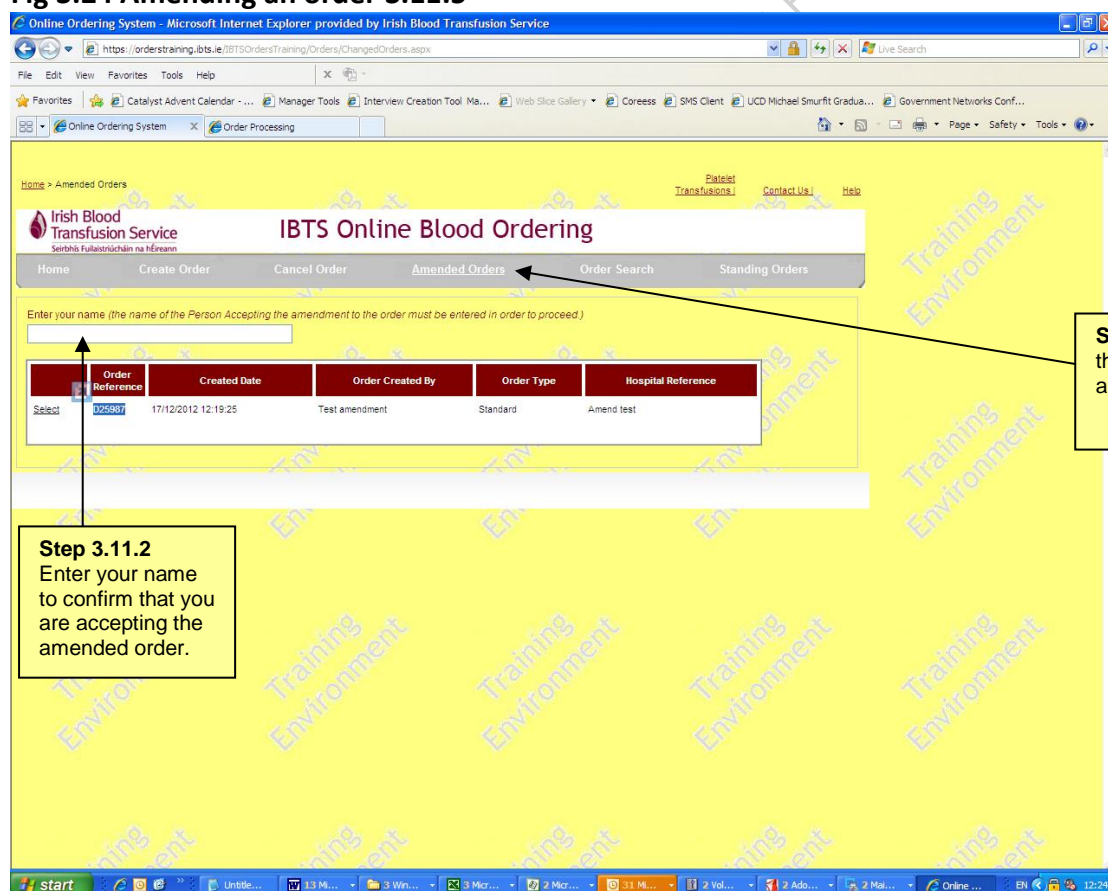 Fig 3.24 Amending an order 3.11.3
Online Ordering System - Microsoft Internet Explorer provided by Irish Blood Transfusion Service
https://orderstraining.ibts.ie/IBTSOrdersTraining/Orders/ChangedOrders.aspx
Live Search
File Edit View Favorites Tools Help
Favorites Catalyst Advent Calendar - ... Manager Tools Interview Creation Tool Ma... Web Slice Gallery Coreess SMS Client UCD Michael Smurfit Gradua... Government Networks Conf...
Online Ordering System X Order Processing Page Safety Tools
Home > Amended Orders
Platelet
Transfusions | Contact Us | Help
Irish Blood
Transfusion Service
Seirbhís Fuilaistriúcháin na hÉireann
IBTS Online Blood Ordering
Home Create Order Cancel Order Amended Orders Order Search Standing Orders
Enter your name (the name of the Person Accepting the amendment to the order must be entered in order to proceed.)
Order Reference Created Date Order Created By Order Type Hospital Reference
Select D25987 17/12/2012 12:19:25 Test amendment Standard Amend test
S
th
a
Step 3.11.2
Enter your name
to confirm that you
are accepting the
amended order.
Training Environment
start Untitle... 13 Mi... 3 Win... 3 Micr... 2 Micr... 31 Mi... 2 Vol... 2 Ado... 2 Mai... Online ... EN 12:24